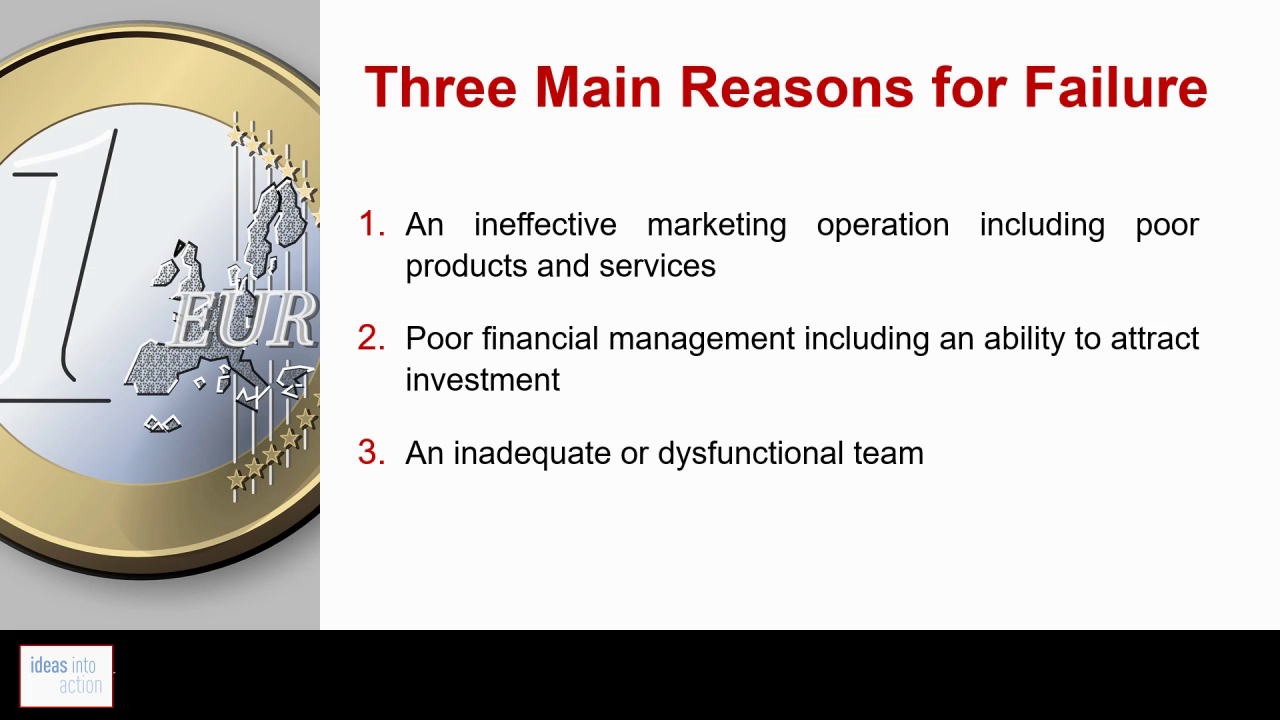 Three Main Reasons for Failure
1. An ineffective marketing operation including poor
products and services
2. Poor financial management including an ability to attract
investment
3. An inadequate or dysfunctional team
1
EUR
ideas into
action